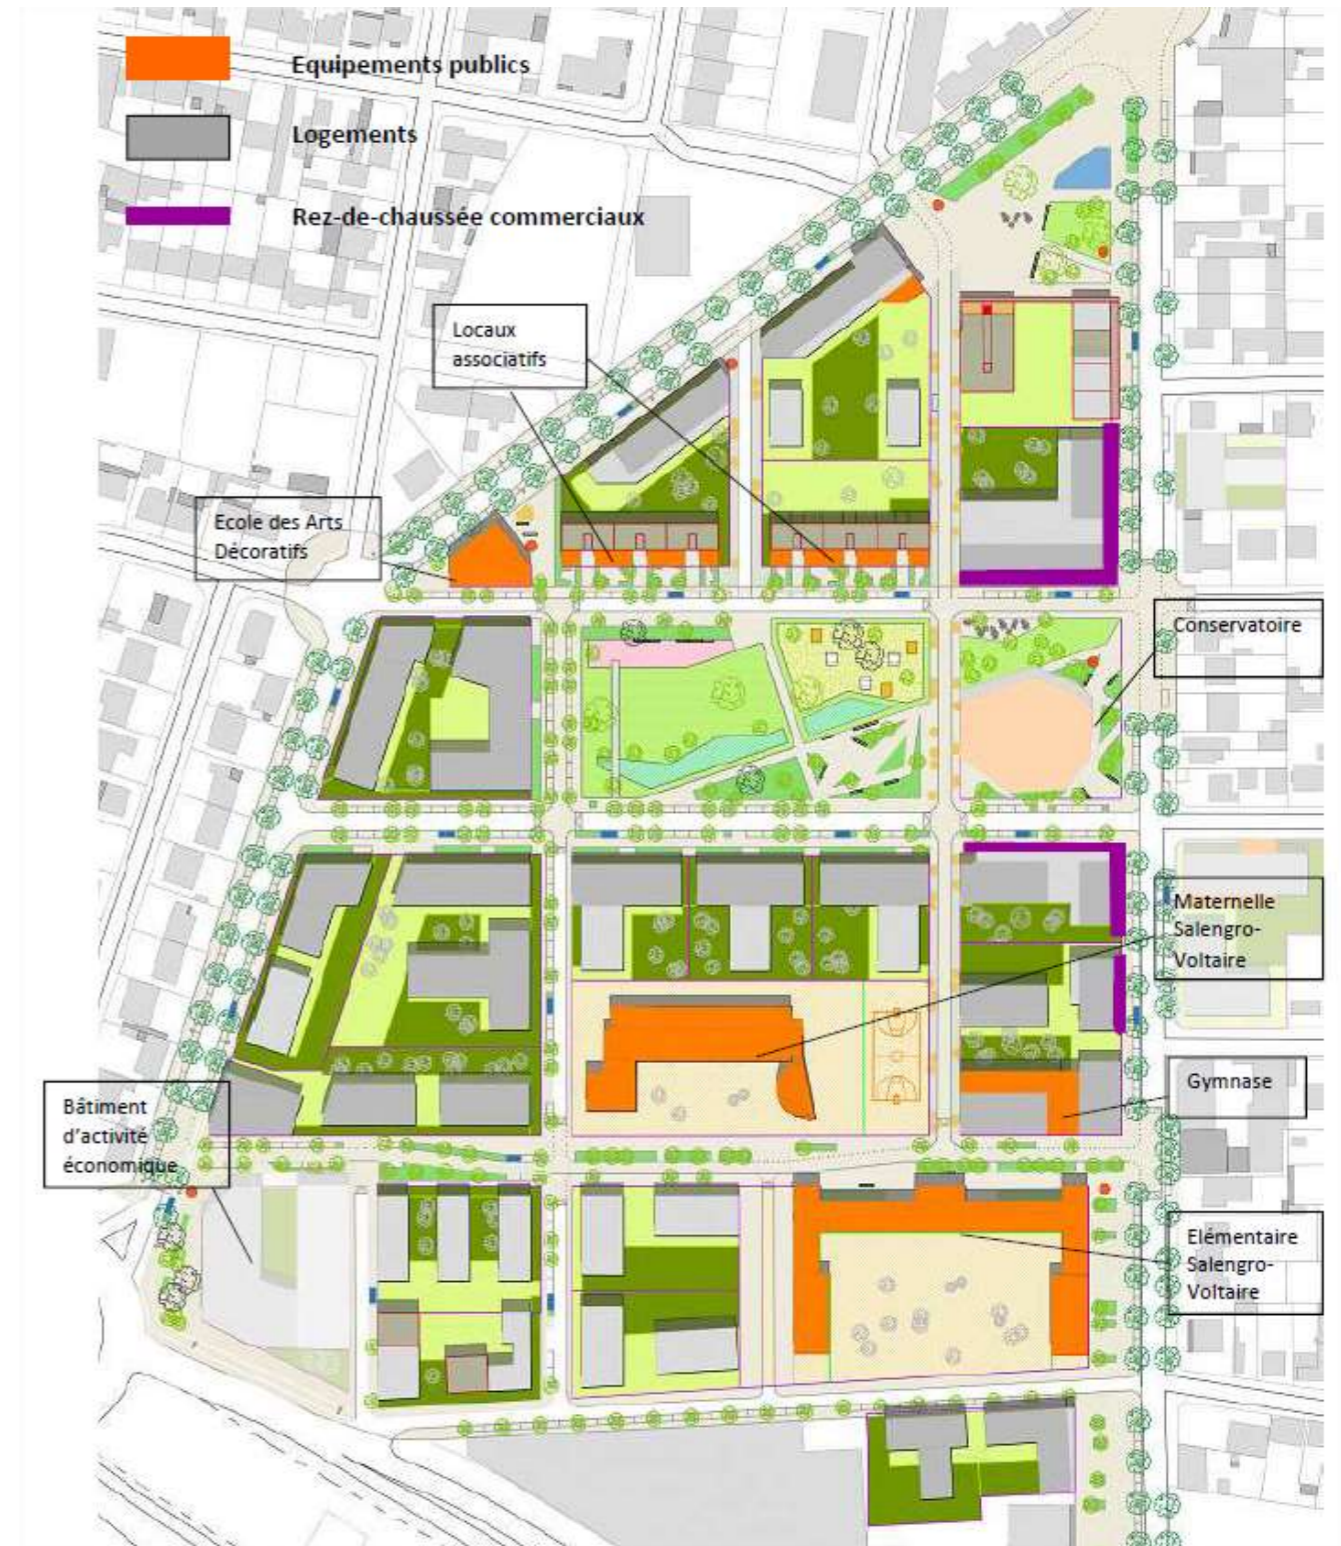 Equipements publics
Logements
Rez-de-chaussée commerciaux
Locaux
associatifs
Ecole des Arts
Décoratifs
Conservatoire
Maternelle
Salengro-
Voltaire
Gymnase
Bâtiment
d'activité
économique
Elémentaire
Salengro-
Voltaire